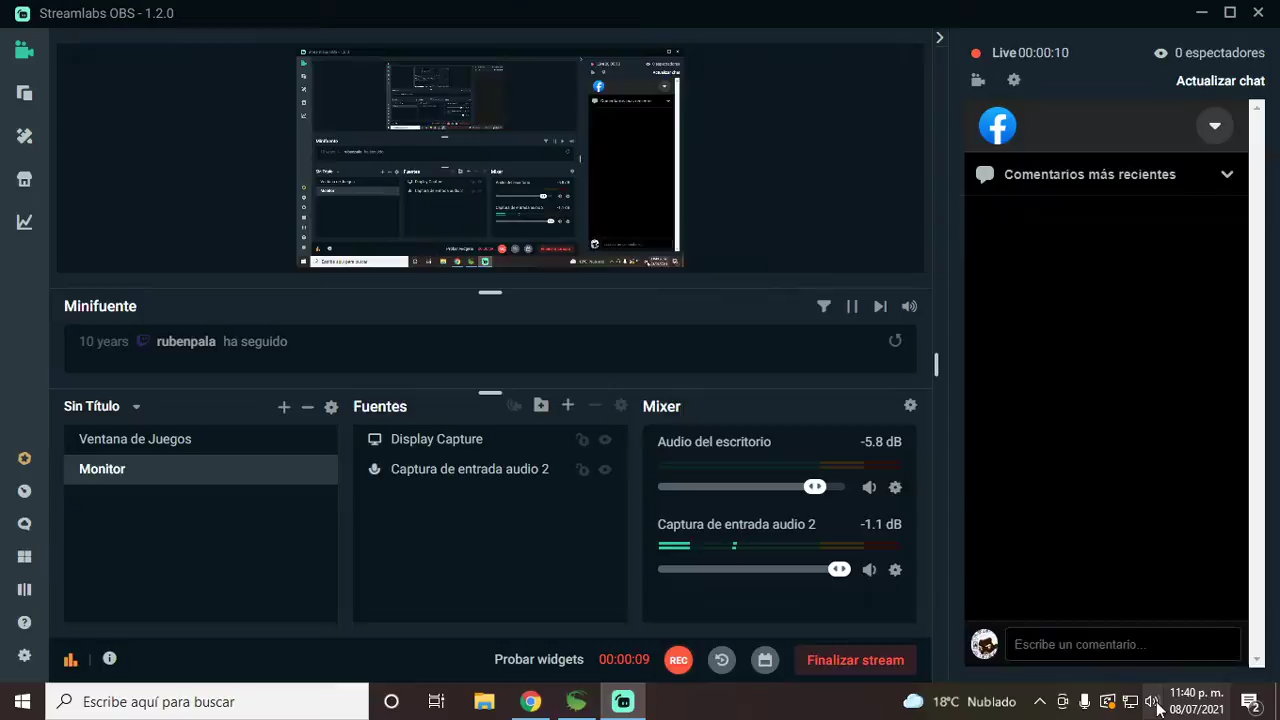 Streamlabs OBS - 1.2.0
Live 00:00:10
0 espectadores
Actualizar chat
Comentarios más recientes
Minifuente
10 years rubenpala ha seguido
Sin Título
Fuentes
Mixer
Ventana de Juegos
Monitor
Display Capture
Captura de entrada audio 2
Audio del escritorio -5.8 dB
Captura de entrada audio 2 -1.1 dB
Escribe un comentario...
Probar widgets 00:00:09 REC Finalizar stream
Escribe aquí para buscar
18°C Nublado
11:40 p. m.
08/07/2021
2